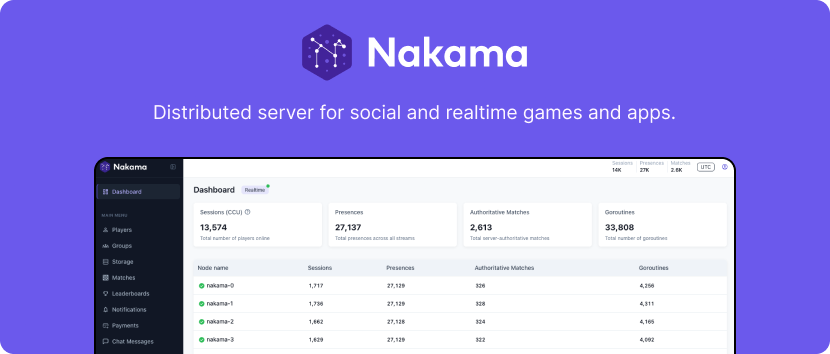 Nakama
Distributed server for social and realtime games and apps.
Nakama
Sessions Presences Matches
14K 27K 2.6K UTC
Dashboard
MAIN MENU
Players
Groups
Storage
Matches
Leaderboards
Notifications
Payments
Chat Messages
Dashboard Realtime
Sessions (CCU)
13,574
Total number of players online
Presences
27,137
Total presences across all streams
Authoritative Matches
2,613
Total server-authoritative matches
Goroutines
33,808
Total number of goroutines
Node name Sessions Presences Authoritative Matches Goroutines
nakama-0 1,717 27,129 326 4,256
nakama-1 1,736 27,129 328 4,311
nakama-2 1,662 27,128 324 4,165
nakama-3 1,629 27,129 322 4,092